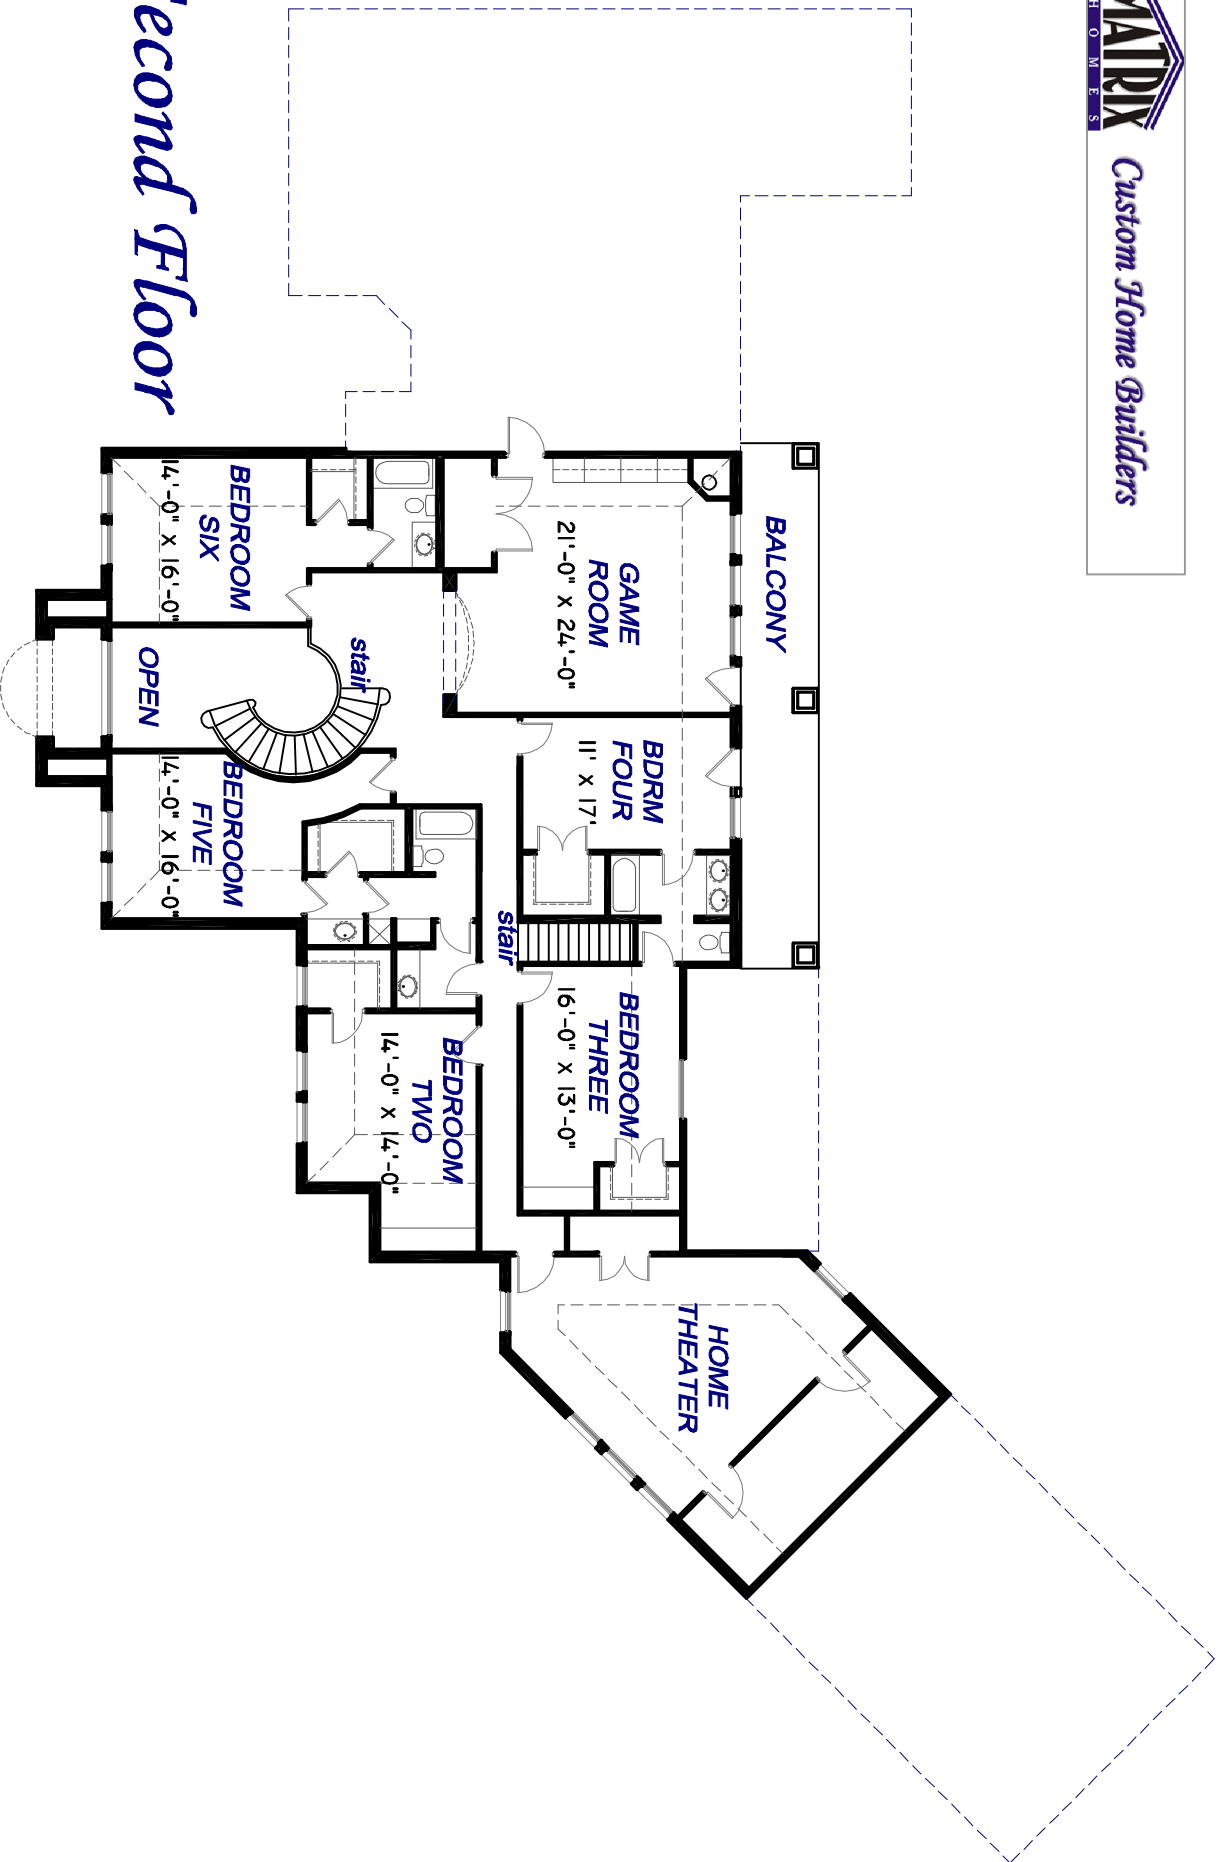 MATRIX
HOMES
Custom Home Builders
BALCONY
GAME
ROOM
21'-0" x 24'-0"
BDRM
FOUR
11' x 17'
BEDROOM
THREE
16'-0" x 13'-0"
HOME
THEATER
stair
stair
BEDROOM
TWO
14'-0" x 14'-0"
BEDROOM
SIX
14'-0" x 16'-0"
OPEN
BEDROOM
FIVE
14'-0" x 16'-0"
Floor